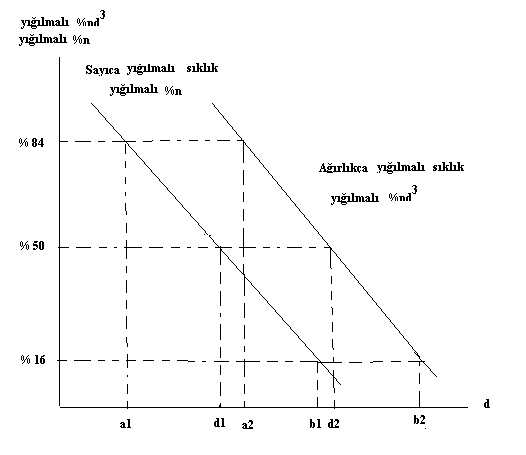 yığılmalı %nd³
yığılmalı %n
Sayıca yığılmalı sıklık
yığılmalı %n
% 84
Ağırlıkca yığılmalı sıklık
yığılmalı %nd³
% 50
% 16
d
a1 d1 a2 b1 d2 b2